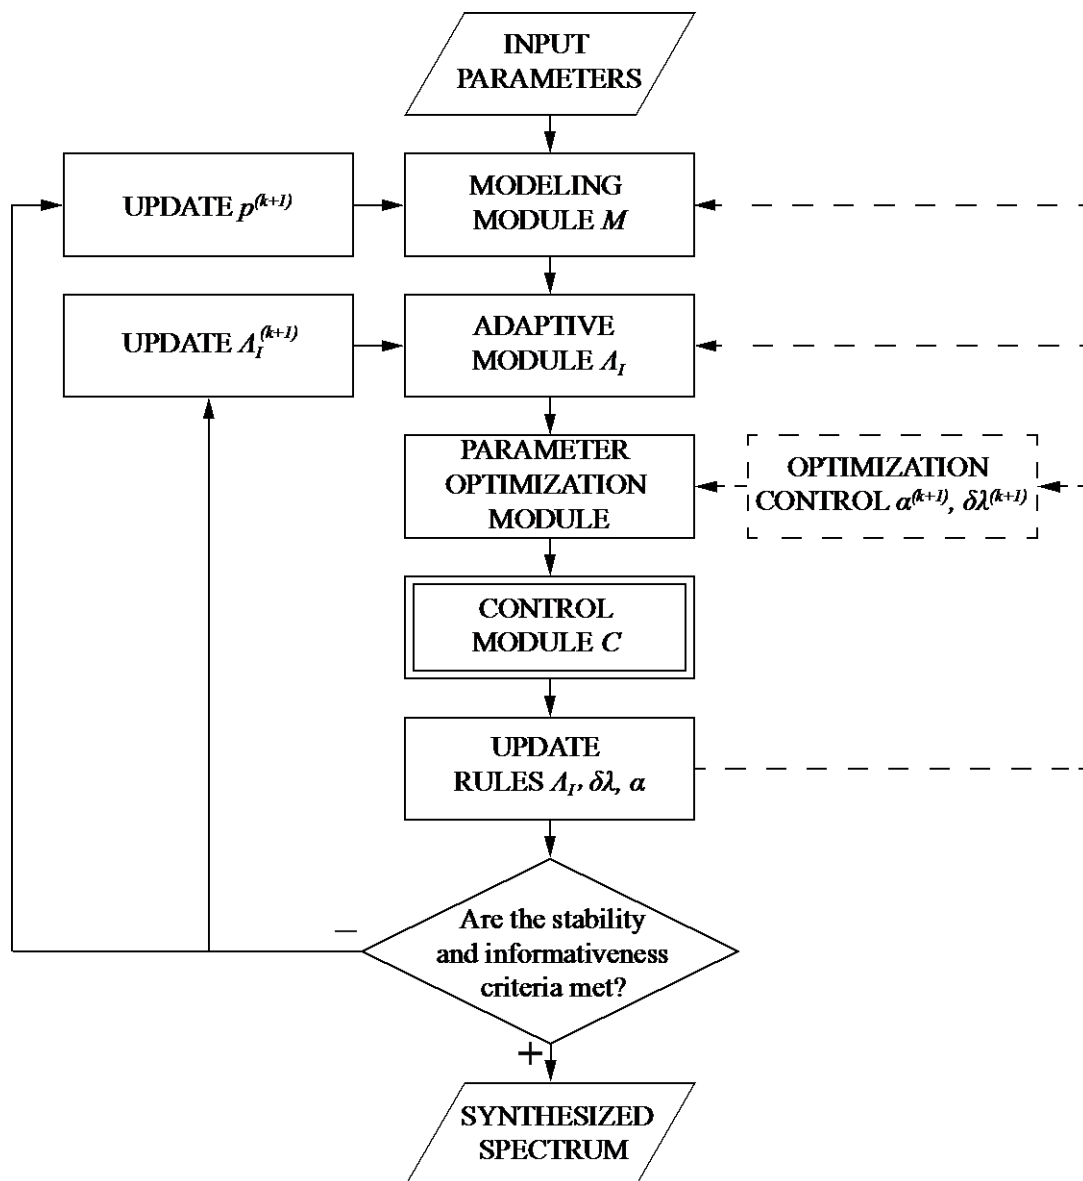 INPUT
PARAMETERS
UPDATE p^(k+1)
MODELING
MODULE M
UPDATE Λ_I^(k+1)
ADAPTIVE
MODULE Λ_I
PARAMETER
OPTIMIZATION
MODULE
OPTIMIZATION
CONTROL α^(k+1), δλ^(k+1)
CONTROL
MODULE C
UPDATE
RULES Λ_I, δλ, α
Are the stability
and informativeness
criteria met?
–
+
SYNTHESIZED
SPECTRUM